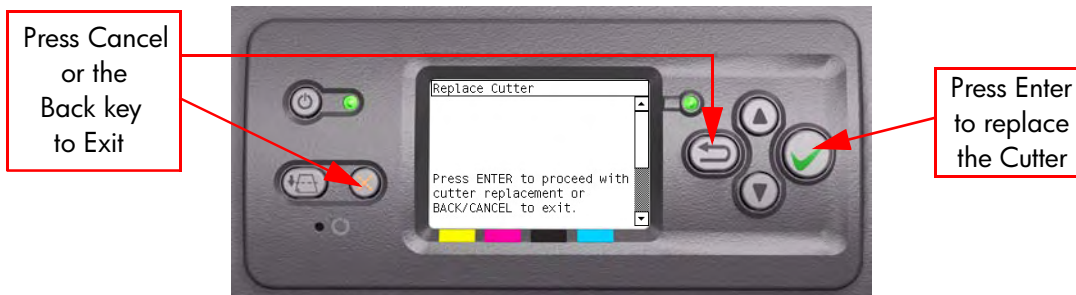 Press Cancel
or the
Back key
to Exit
Replace Cutter
Press ENTER to proceed with
cutter replacement or
BACK/CANCEL to exit.
Press Enter
to replace
the Cutter